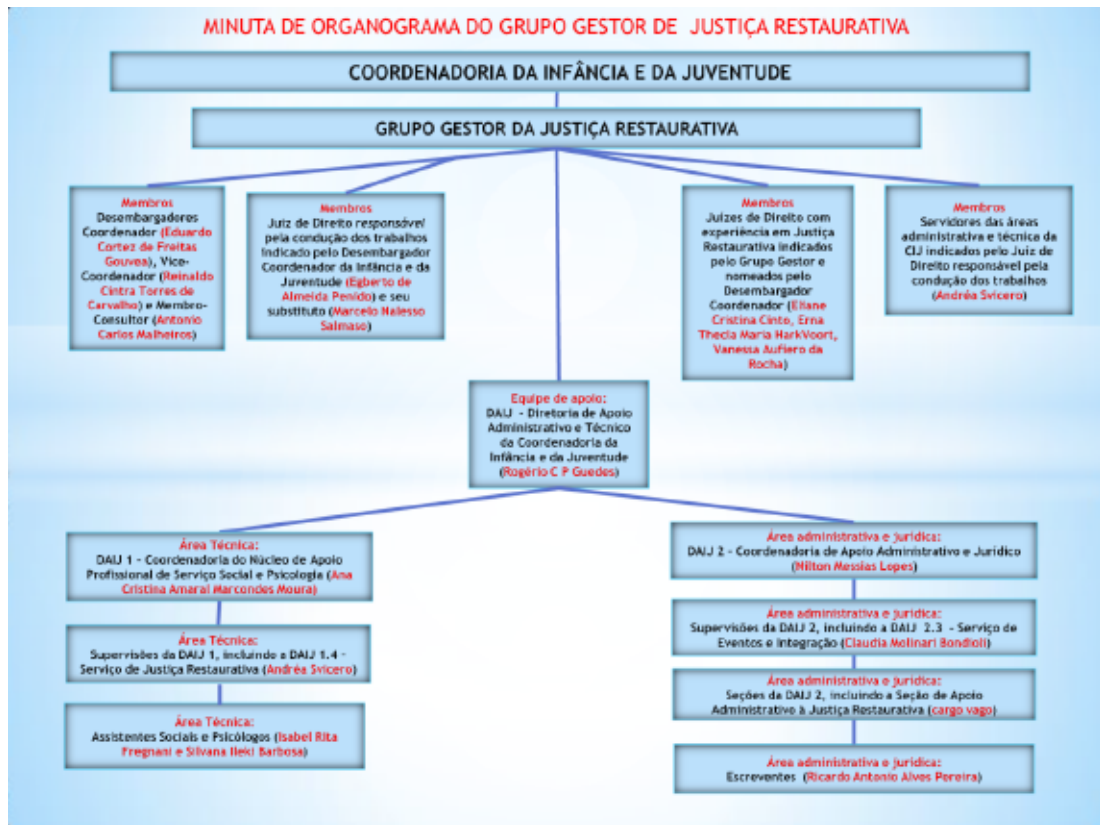 MINUTA DE ORGANOGRAMA DO GRUPO GESTOR DE JUSTIÇA RESTAURATIVA
COORDENADORIA DA INFÂNCIA E DA JUVENTUDE
GRUPO GESTOR DA JUSTIÇA RESTAURATIVA
Membros
Desembargadores
Coordenador (Eduardo
Cortez de Freitas
Gouvea), Vice-
Coordenador (Reinaldo
Cintra Torres de
Carvalho) e Membro-
Consultor (Antonio
Carlos Malheiros)
Membros
Juiz de Direito responsável
pela condução dos trabalhos
indicado pelo Desembargador
Coordenador da Infância e da
Juventude (Egberto de
Almeida Penido) e seu
substituto (Marcelo Nalesso
Salmaso)
Membros
Juízes de Direito com
experiência em Justiça
Restaurativa indicados
pelo Grupo Gestor e
nomeados pelo
Desembargador
Coordenador (Eliane
Cristina Cinto, Erna
Thecla Maria HarkVoort,
Vanessa Aufiero da
Rocha)
Membros
Servidores das áreas
administrativa e técnica da
CIJ indicados pelo Juiz de
Direito responsável pela
condução dos trabalhos
(Andréa Svicero)
Equipe de apoio:
DAIJ - Diretoria de Apoio
Administrativo e Técnico
da Coordenadoria da
Infância e da Juventude
(Rogério C P Guedes)
Área Técnica:
DAIJ 1 - Coordenadoria do Núcleo de Apoio
Profissional de Serviço Social e Psicologia (Ana
Cristina Amaral Marcondes Moura)
Área Técnica:
Supervisões da DAIJ 1, incluindo a DAIJ 1.4 -
Serviço de Justiça Restaurativa (Andréa Svicero)
Área Técnica:
Assistentes Sociais e Psicólogos (Isabel Rita
Fregnani e Silvana Ileki Barbosa)
Área administrativa e jurídica:
DAIJ 2 - Coordenadoria de Apoio Administrativo e Jurídico
(Nilton Messias Lopes)
Área administrativa e jurídica:
Supervisões da DAIJ 2, incluindo a DAIJ 2.3 - Serviço de
Eventos e Integração (Claudia Molinari Bondioli)
Área administrativa e jurídica:
Seções da DAIJ 2, incluindo a Seção de Apoio
Administrativo à Justiça Restaurativa (cargo vago)
Área administrativa e jurídica:
Escreventes (Ricardo Antonio Alves Pereira)